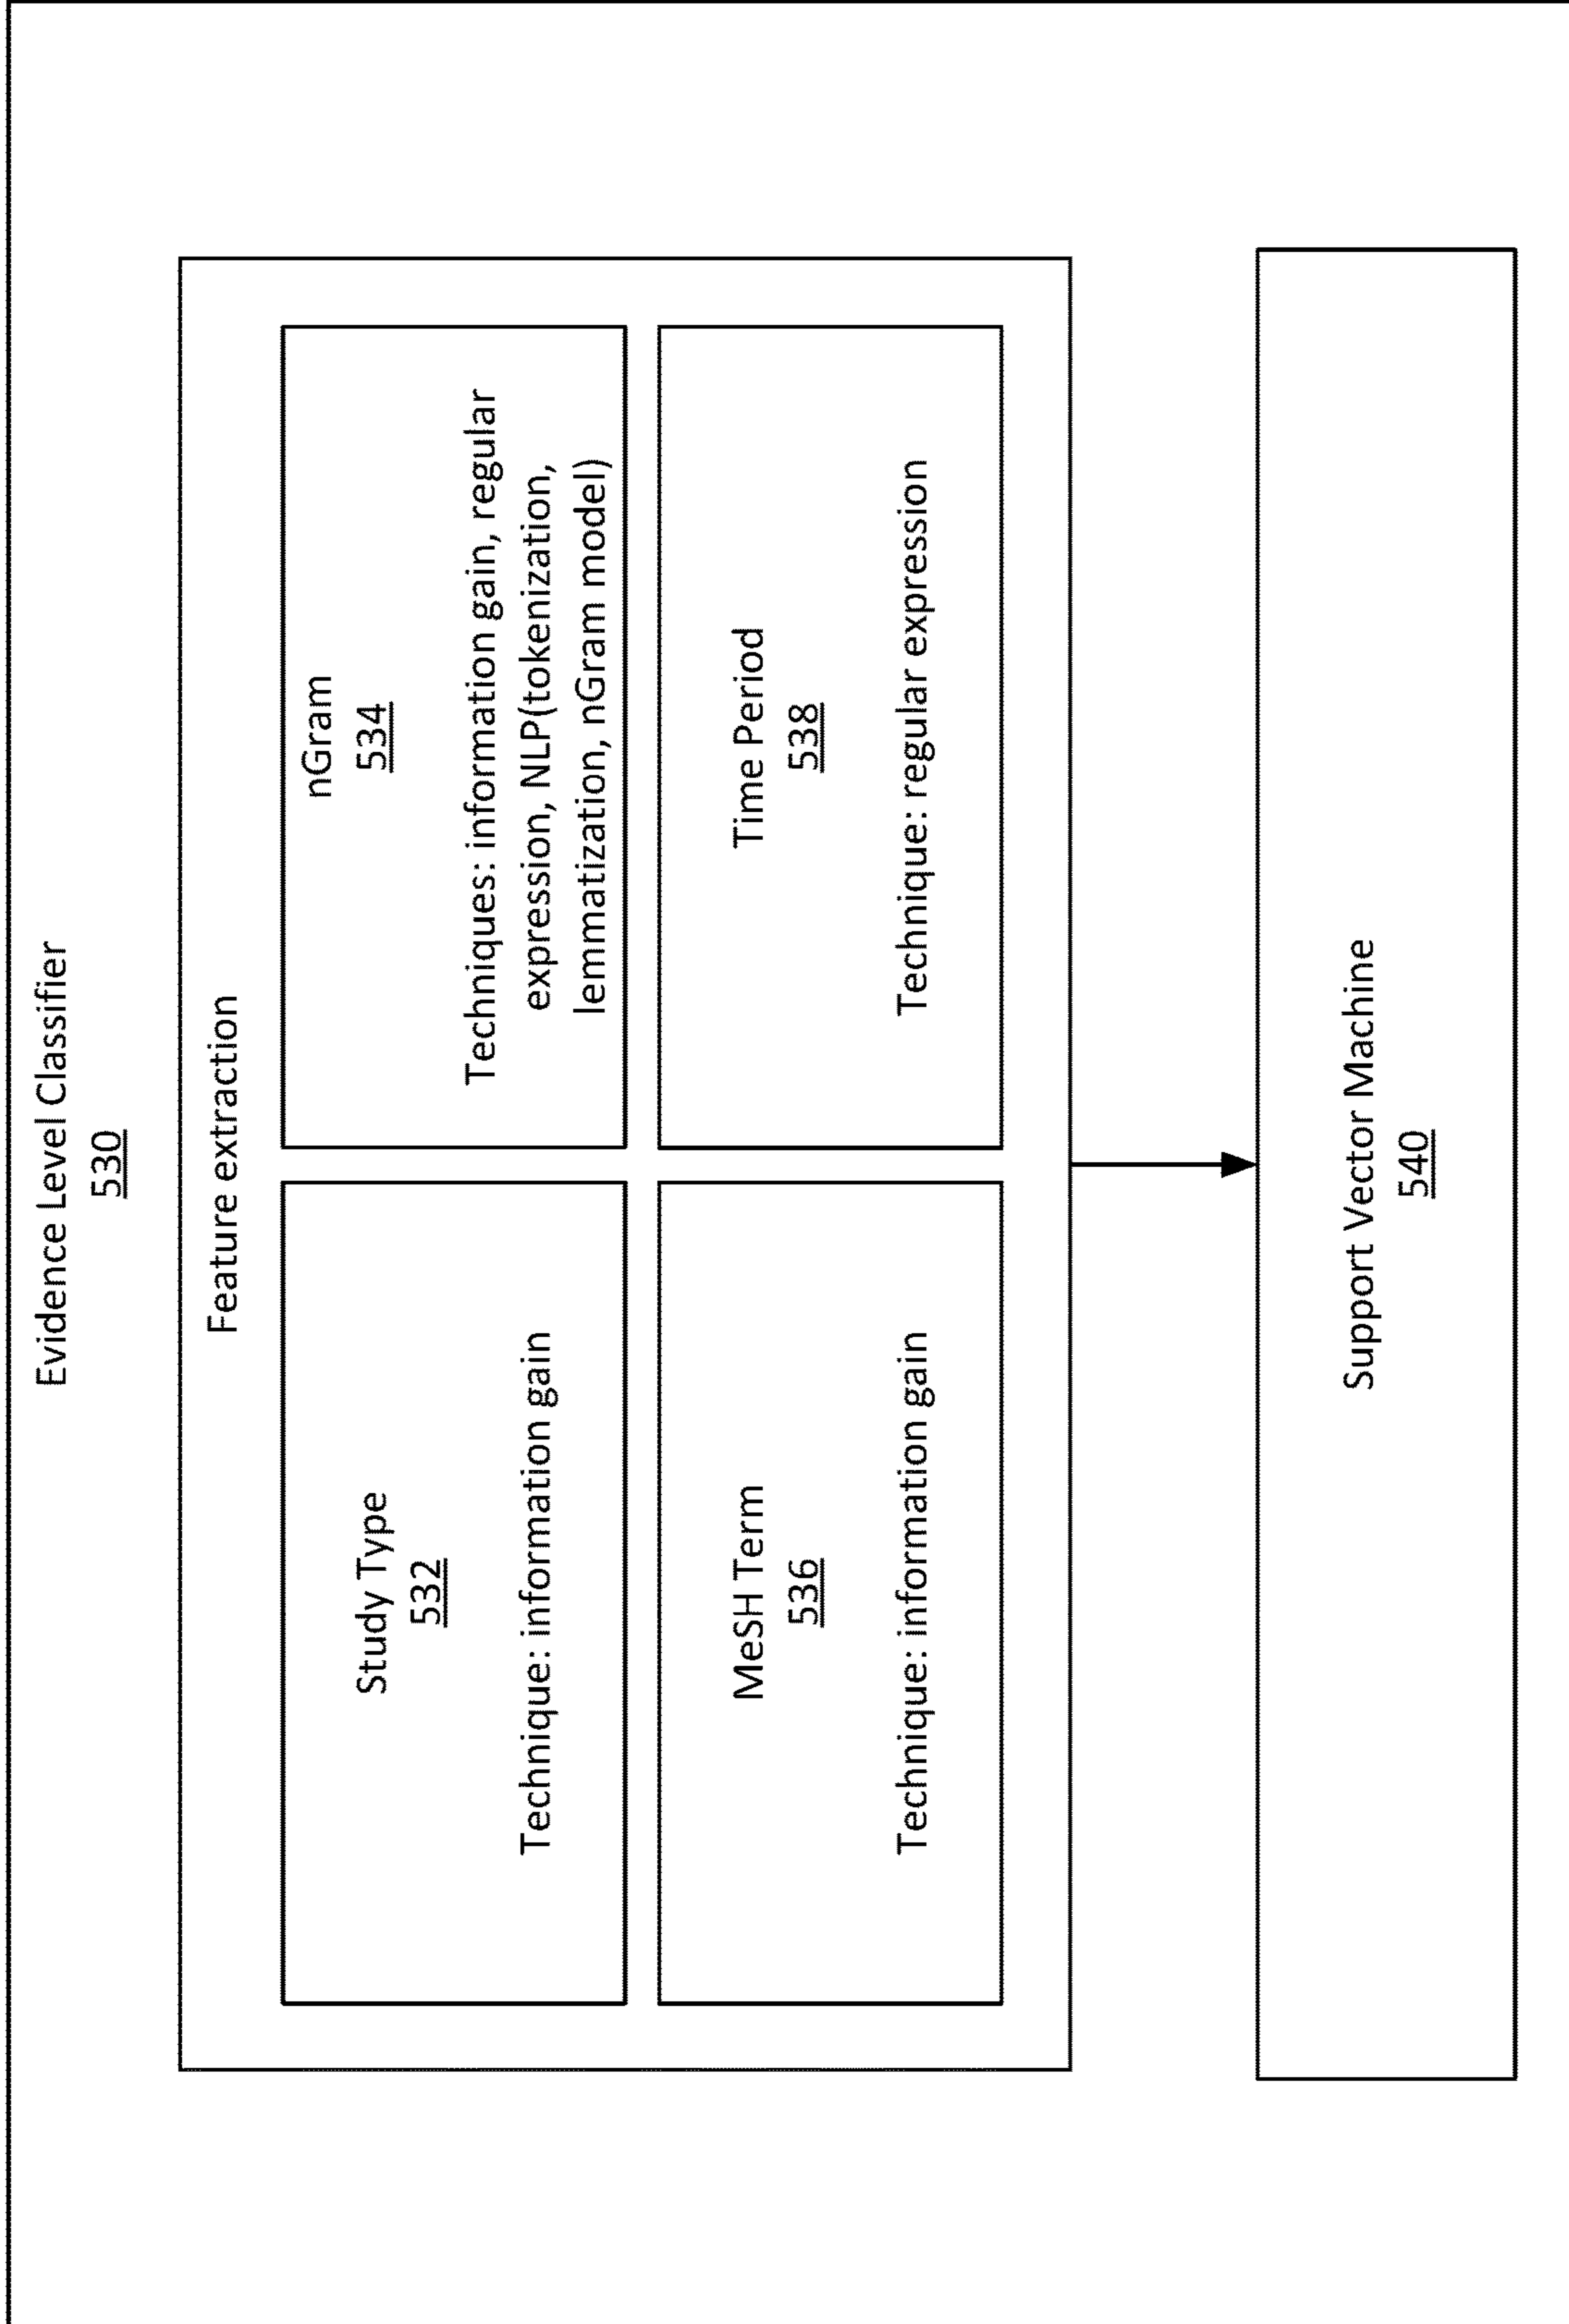 Evidence Level Classifier
530
Feature extraction
Study Type
532
Technique: information gain
nGram
534
Techniques: information gain, regular
expression, NLP(tokenization,
lemmatization, nGram model)
MeSH Term
536
Technique: information gain
Time Period
538
Technique: regular expression
Support Vector Machine
540